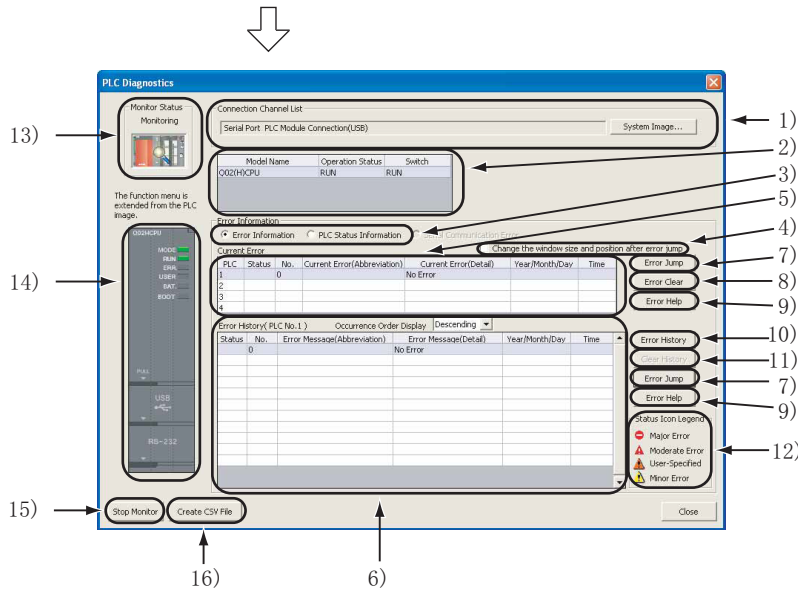 PLC Diagnostics
Monitor Status
Monitoring
Connection Channel List
Serial Port PLC Module Connection(USB)
System Image...
Model Name Operation Status Switch
Q02(H)CPU RUN RUN
The function menu is
extended from the PLC
image.
Q02HCPU
MODE
RUN
ERR.
USER
BAT.
BOOT
PULL
USB
RS-232
Error Information
Error Information PLC Status Information Serial Communication Error
Current Error
Change the window size and position after error jump
PLC Status No. Current Error(Abbreviation) Current Error(Detail) Year/Month/Day Time
1 0 No Error
2
3
4
Error Jump
Error Clear
Error Help
Error History( PLC No.1 ) Occurrence Order Display Descending
Status No. Error Message(Abbreviation) Error Message(Detail) Year/Month/Day Time
0 No Error
Error History
Clear History
Error Jump
Error Help
Status Icon Legend
Major Error
Moderate Error
User-Specified
Minor Error
Stop Monitor
Create CSV File
Close
1)
2)
3)
5)
4)
7)
8)
9)
10)
11)
7)
9)
12)
13)
14)
15)
16)
6)